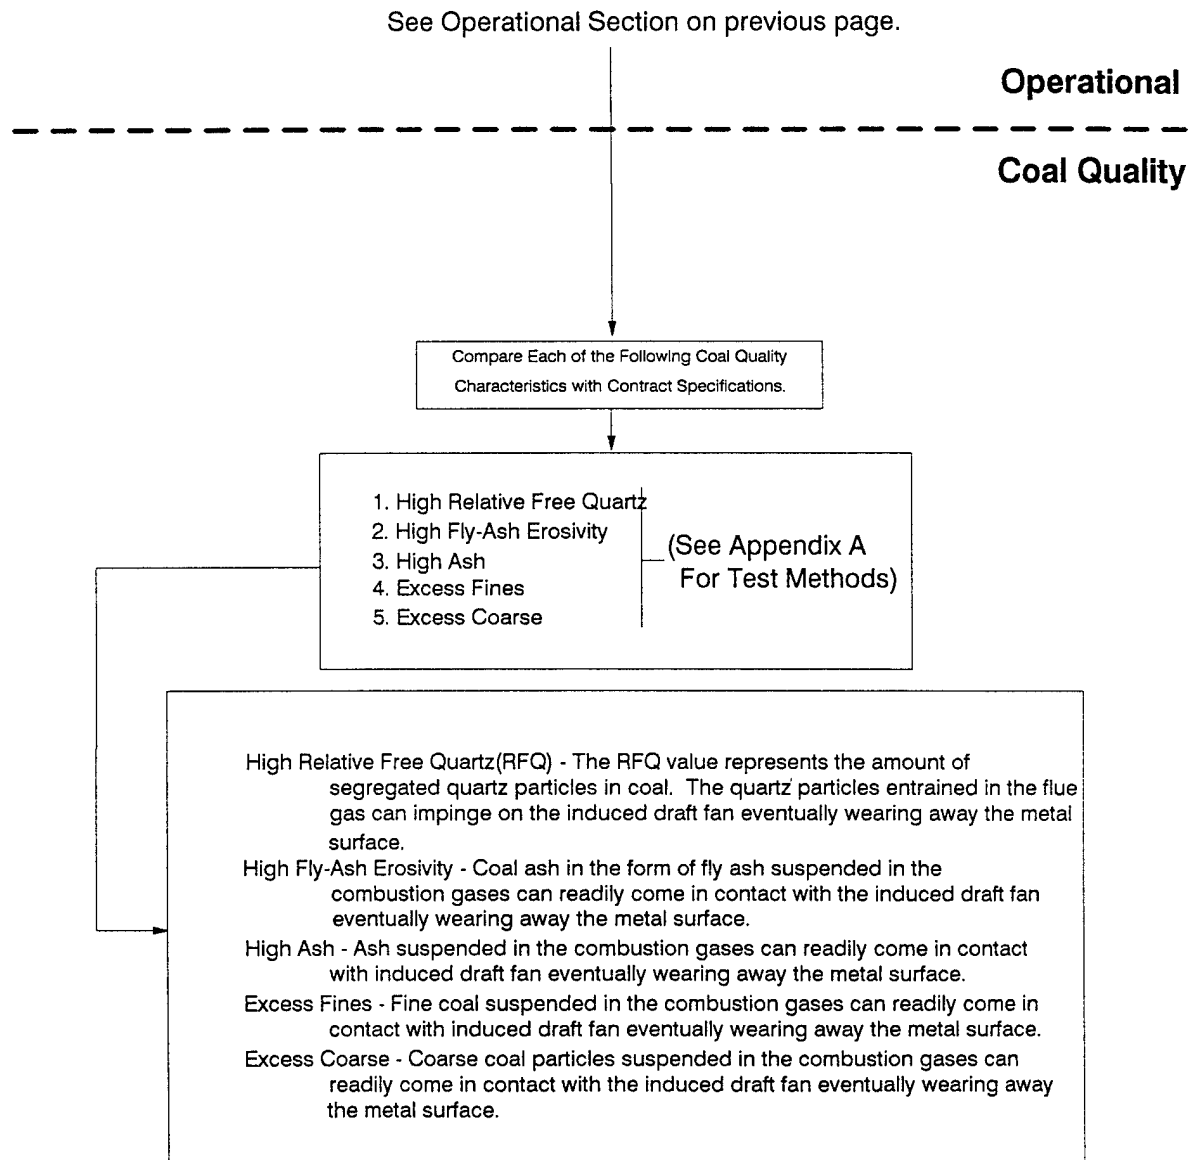 See Operational Section on previous page.
Operational
Coal Quality
Compare Each of the Following Coal Quality
Characteristics with Contract Specifications.
1. High Relative Free Quartz
2. High Fly-Ash Erosivity
3. High Ash
4. Excess Fines
5. Excess Coarse
(See Appendix A
For Test Methods)
High Relative Free Quartz(RFQ) - The RFQ value represents the amount of
segregated quartz particles in coal. The quartz particles entrained in the flue
gas can impinge on the induced draft fan eventually wearing away the metal
surface.
High Fly-Ash Erosivity - Coal ash in the form of fly ash suspended in the
combustion gases can readily come in contact with the induced draft fan
eventually wearing away the metal surface.
High Ash - Ash suspended in the combustion gases can readily come in contact
with induced draft fan eventually wearing away the metal surface.
Excess Fines - Fine coal suspended in the combustion gases can readily come in
contact with induced draft fan eventually wearing away the metal surface.
Excess Coarse - Coarse coal particles suspended in the combustion gases can
readily come in contact with the induced draft fan eventually wearing away
the metal surface.